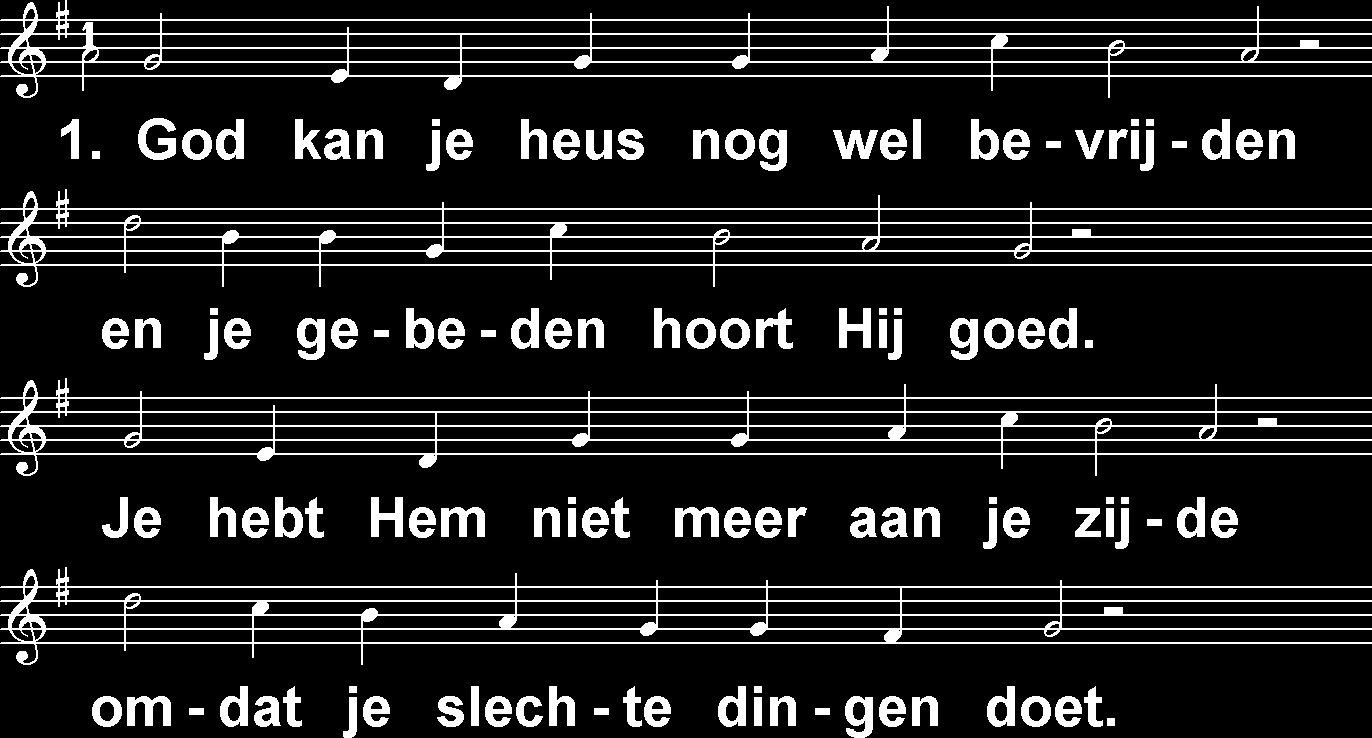 1
1. God kan je heus nog wel be - vrij - den
en je ge - be - den hoort Hij goed.
Je hebt Hem niet meer aan je zij - de
om - dat je slech - te din - gen doet.